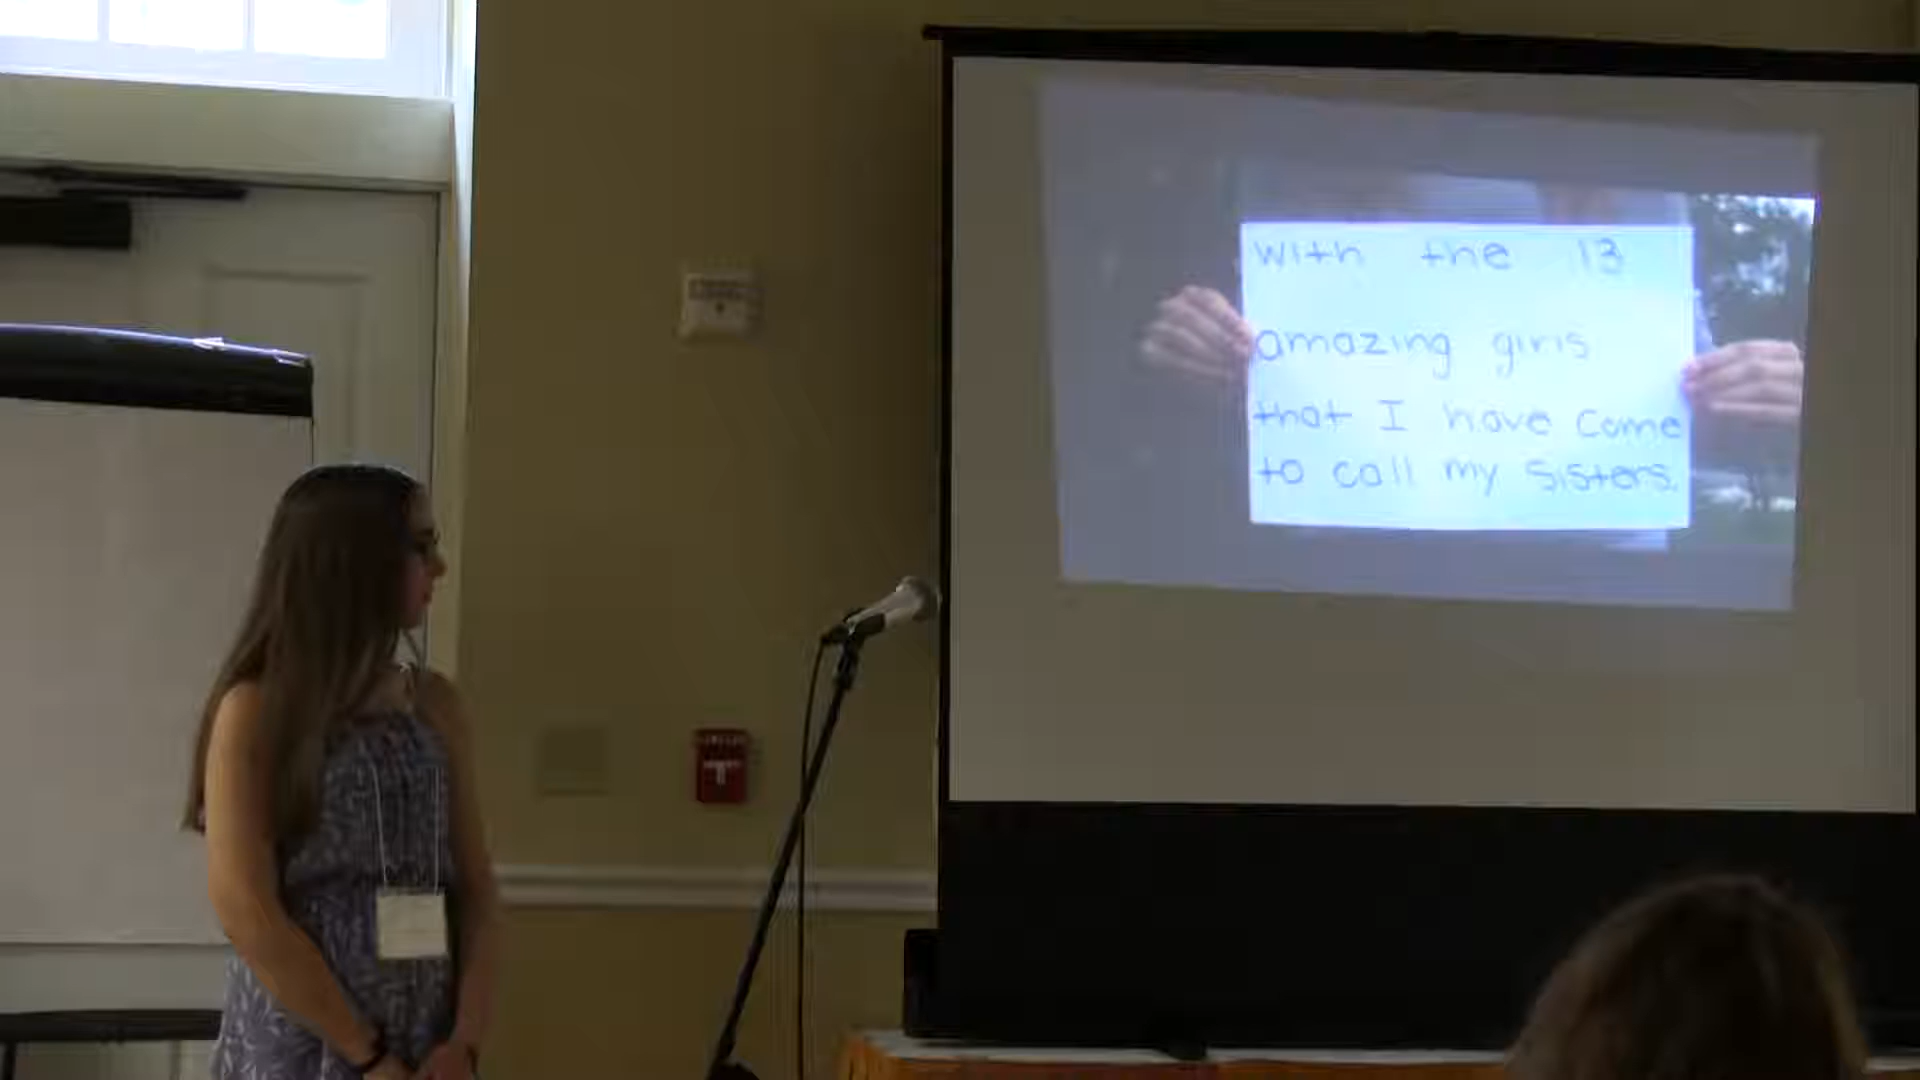 with the 13
amazing girls
that I have come
to call my sisters.